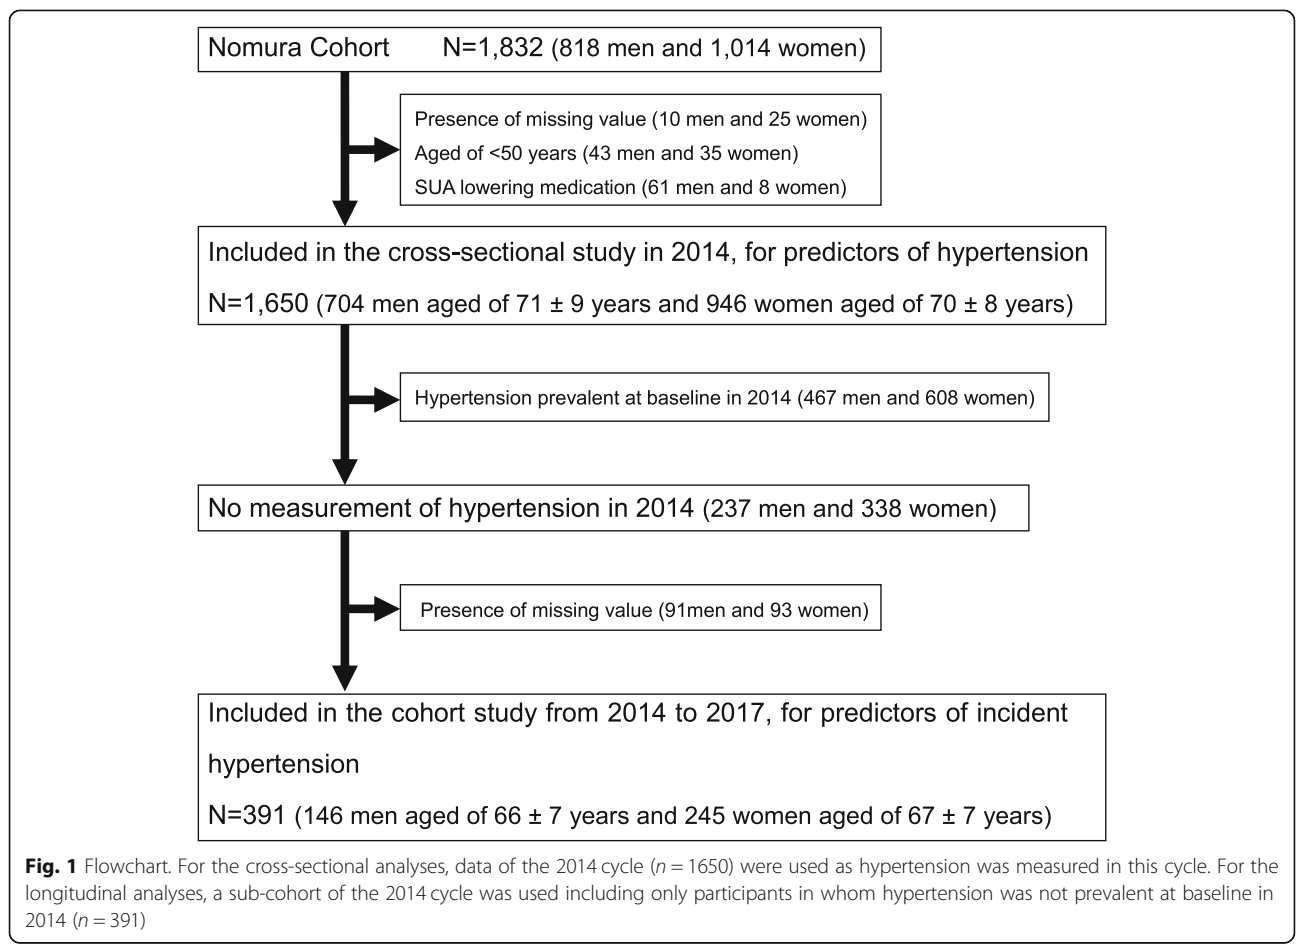 Nomura Cohort N=1,832 (818 men and 1,014 women)
Presence of missing value (10 men and 25 women)
Aged of <50 years (43 men and 35 women)
SUA lowering medication (61 men and 8 women)
Included in the cross-sectional study in 2014, for predictors of hypertension
N=1,650 (704 men aged of 71 ± 9 years and 946 women aged of 70 ± 8 years)
Hypertension prevalent at baseline in 2014 (467 men and 608 women)
No measurement of hypertension in 2014 (237 men and 338 women)
Presence of missing value (91men and 93 women)
Included in the cohort study from 2014 to 2017, for predictors of incident
hypertension
N=391 (146 men aged of 66 ± 7 years and 245 women aged of 67 ± 7 years)
Fig. 1 Flowchart. For the cross-sectional analyses, data of the 2014 cycle (n = 1650) were used as hypertension was measured in this cycle. For the
longitudinal analyses, a sub-cohort of the 2014 cycle was used including only participants in whom hypertension was not prevalent at baseline in
2014 (n = 391)